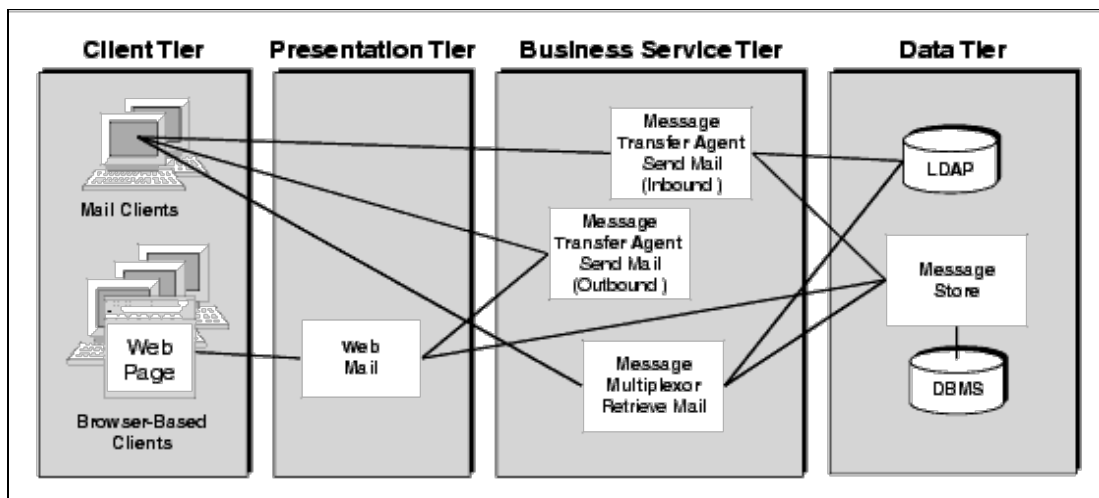 Client Tier
Presentation Tier
Business Service Tier
Data Tier
Mail Clients
Web
Page
Browser-Based
Clients
Web
Mail
Message
Transfer Agent
Send Mail
(Inbound )
Message
Transfer Agent
Send Mail
(Outbound )
Message
Multiplexor
Retrieve Mail
LDAP
Message
Store
DBMS